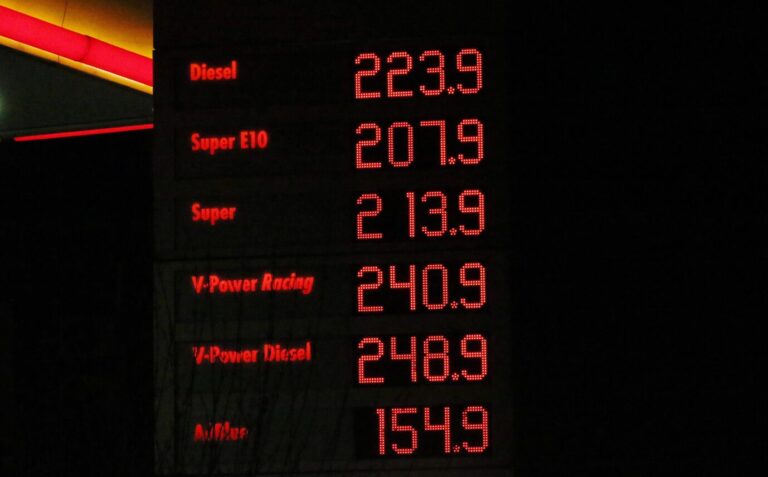 Diesel 223.9
Super E10 207.9
Super 213.9
V-Power Racing 240.9
V-Power Diesel 248.9
AdBlue 154.9